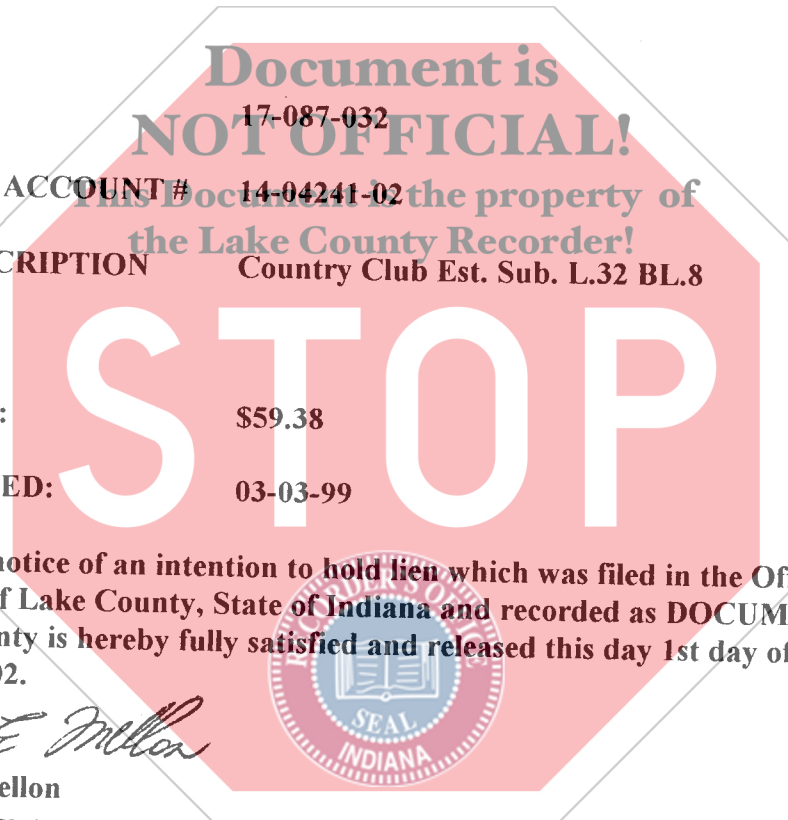 Document is
17-087-032
NOT OFFICIAL!
ACCOUNT # 14-04241-02
This Document is the property of
the Lake County Recorder!
CRIPTION Country Club Est. Sub. L.32 BL.8
STOP
: $59.38
ED: 03-03-99
notice of an intention to hold lien which was filed in the Of
f Lake County, State of Indiana and recorded as DOCUM
nty is hereby fully satisfied and released this day 1st day of
02.
RECORDER'S OFFICE
SEAL
INDIANA
E Mellon
ellon